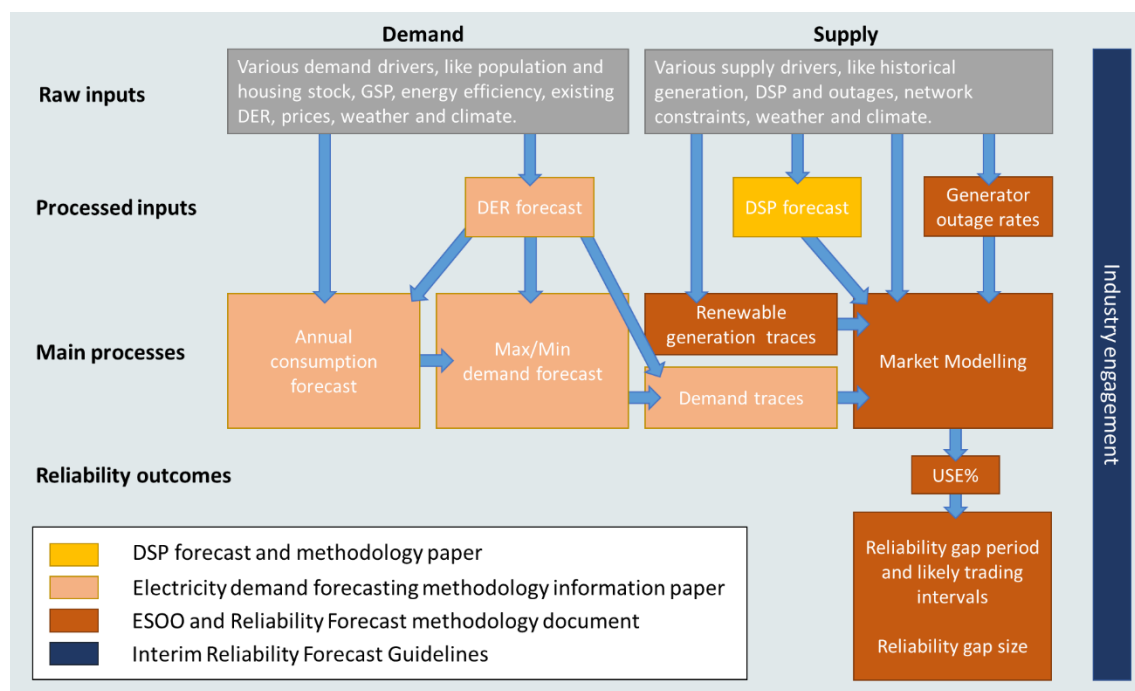 Demand
Supply
Raw inputs
Various demand drivers, like population and
housing stock, GSP, energy efficiency, existing
DER, prices, weather and climate.
Various supply drivers, like historical
generation, DSP and outages, network
constraints, weather and climate.
Processed inputs
DER forecast
DSP forecast
Generator
outage rates
Main processes
Annual
consumption
forecast
Max/Min
demand forecast
Renewable
generation traces
Demand traces
Market Modelling
Industry engagement
Reliability outcomes
USE%
Reliability gap period
and likely trading
intervals
Reliability gap size
DSP forecast and methodology paper
Electricity demand forecasting methodology information paper
ESOO and Reliability Forecast methodology document
Interim Reliability Forecast Guidelines